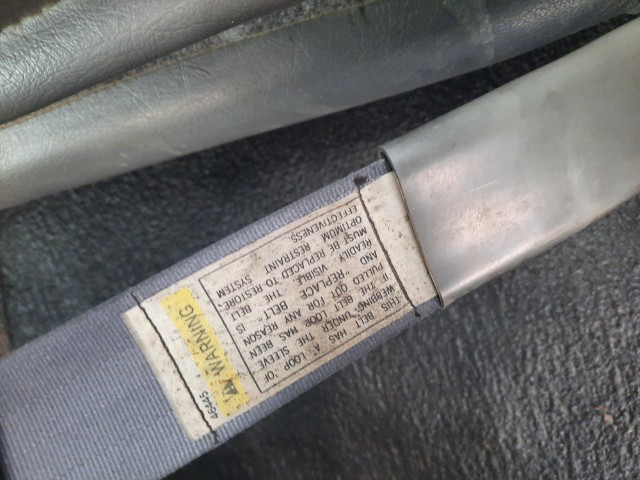 46445
WARNING
"THIS BELT HAS A LOOP OF
WEBBING UNDER THE SLEEVE
IF THE LOOP HAS BEEN
PULLED OUT FOR ANY REASON
AND "REPLACE BELT" IS
READILY VISIBLE THE BELT
MUST BE REPLACED TO RESTORE
OPTIMUM RESTRAINT SYSTEM
EFFECTIVENESS